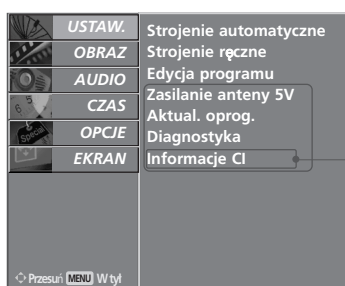 USTAW.
OBRAZ
AUDIO
CZAS
OPCJE
EKRAN
Strojenie automatyczne
Strojenie ręczne
Edycja programu
Zasilanie anteny 5V
Aktual. oprog.
Diagnostyka
Informacje CI
Przesuń MENU W tył